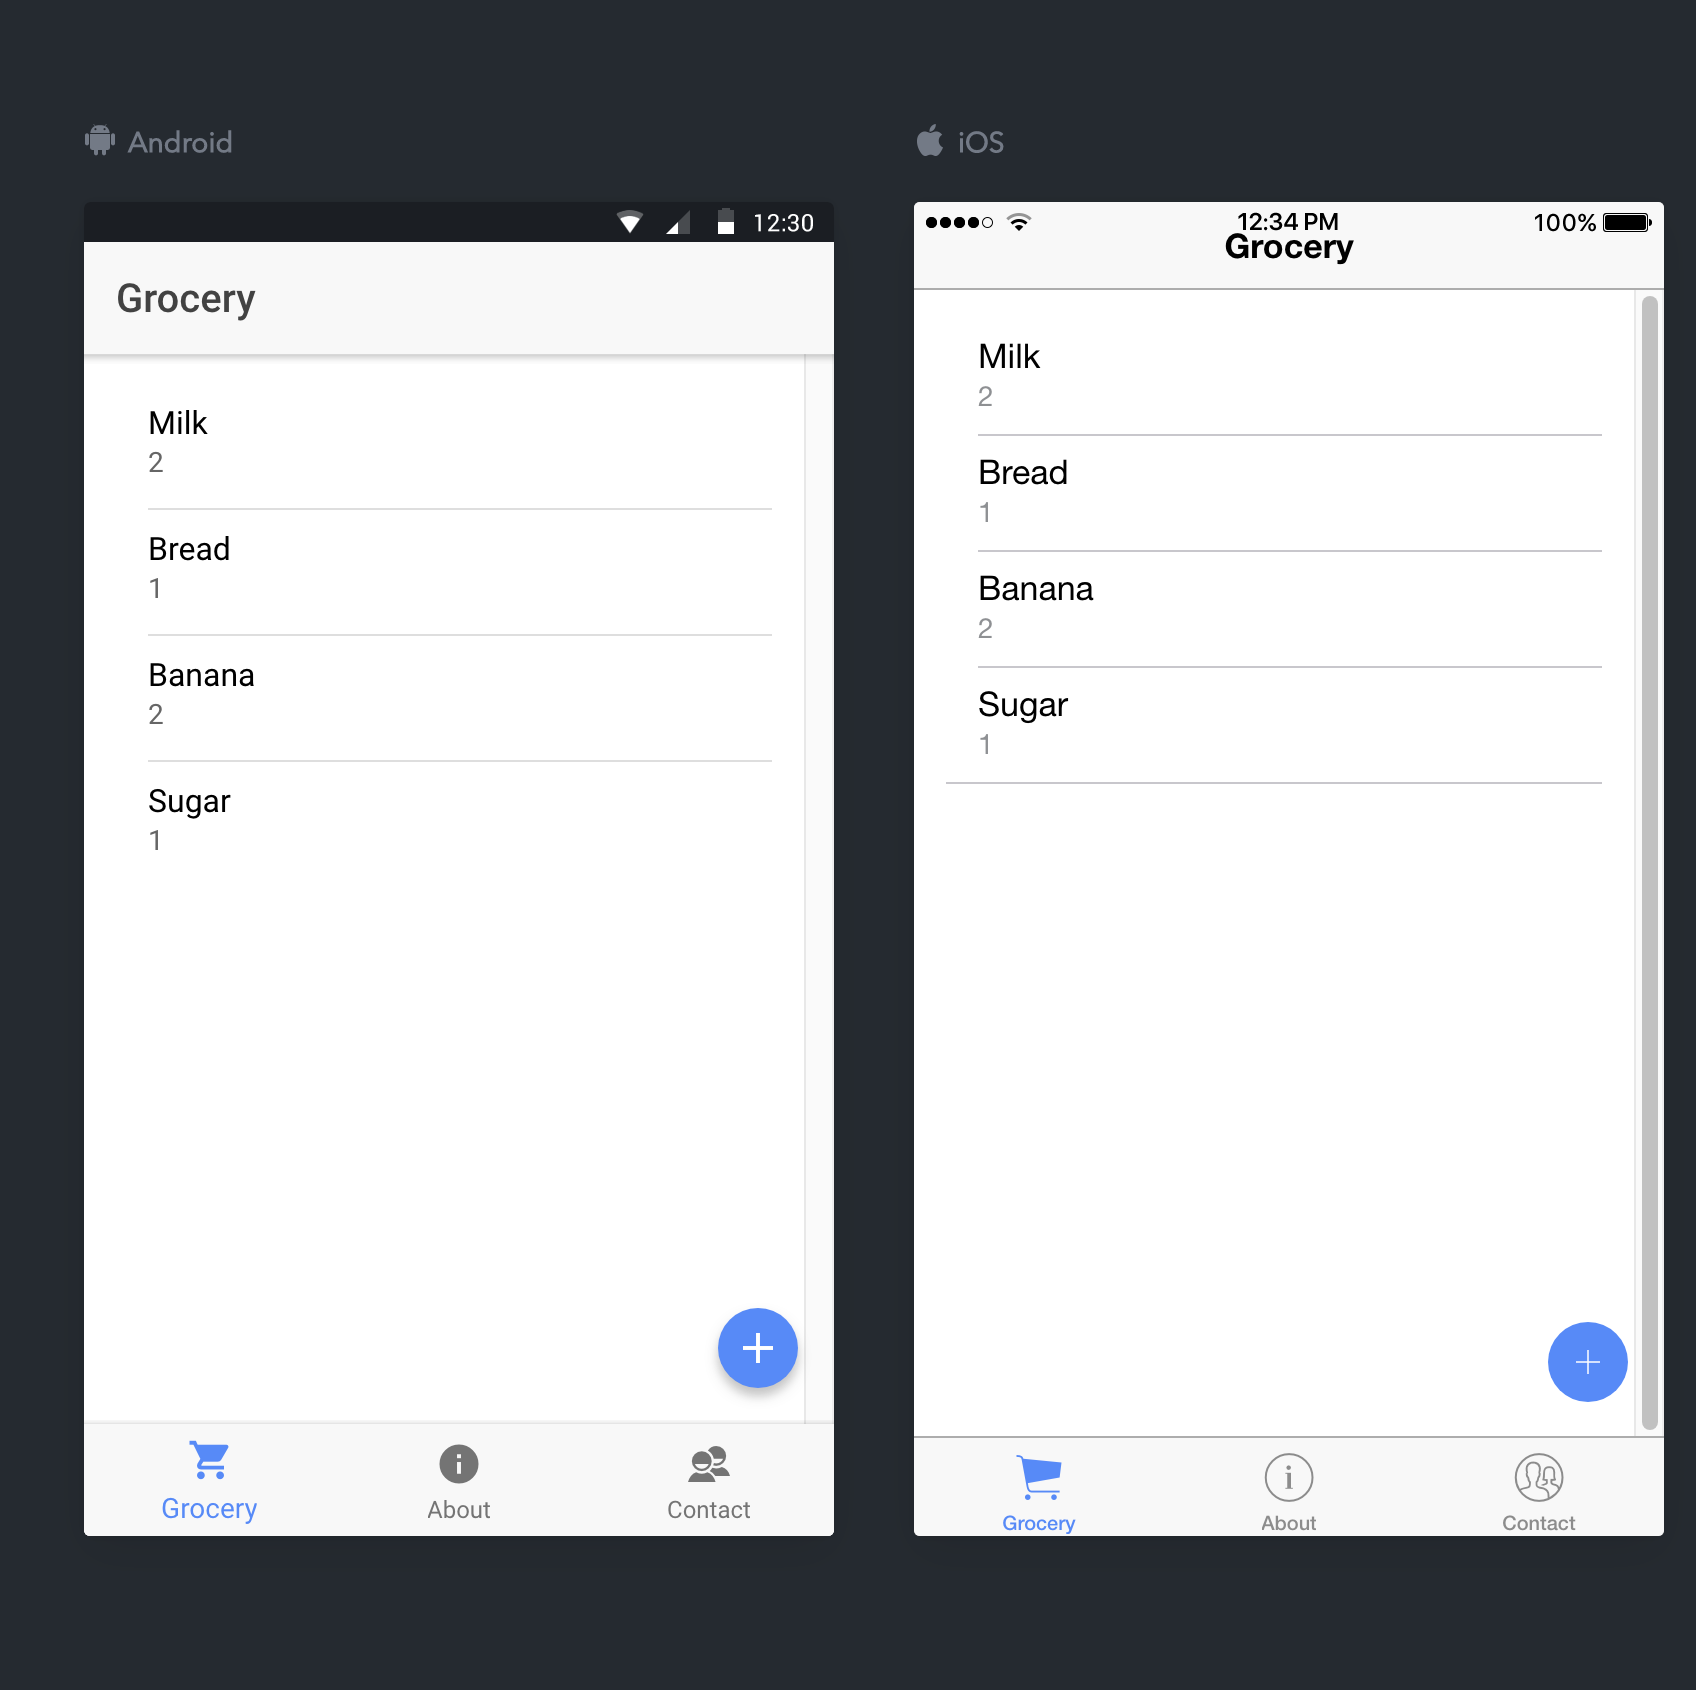 Android
12:30
Grocery
Milk
2
Bread
1
Banana
2
Sugar
1
Grocery
About
Contact
iOS
12:34 PM
100%
Grocery
Milk
2
Bread
1
Banana
2
Sugar
1
Grocery
About
Contact